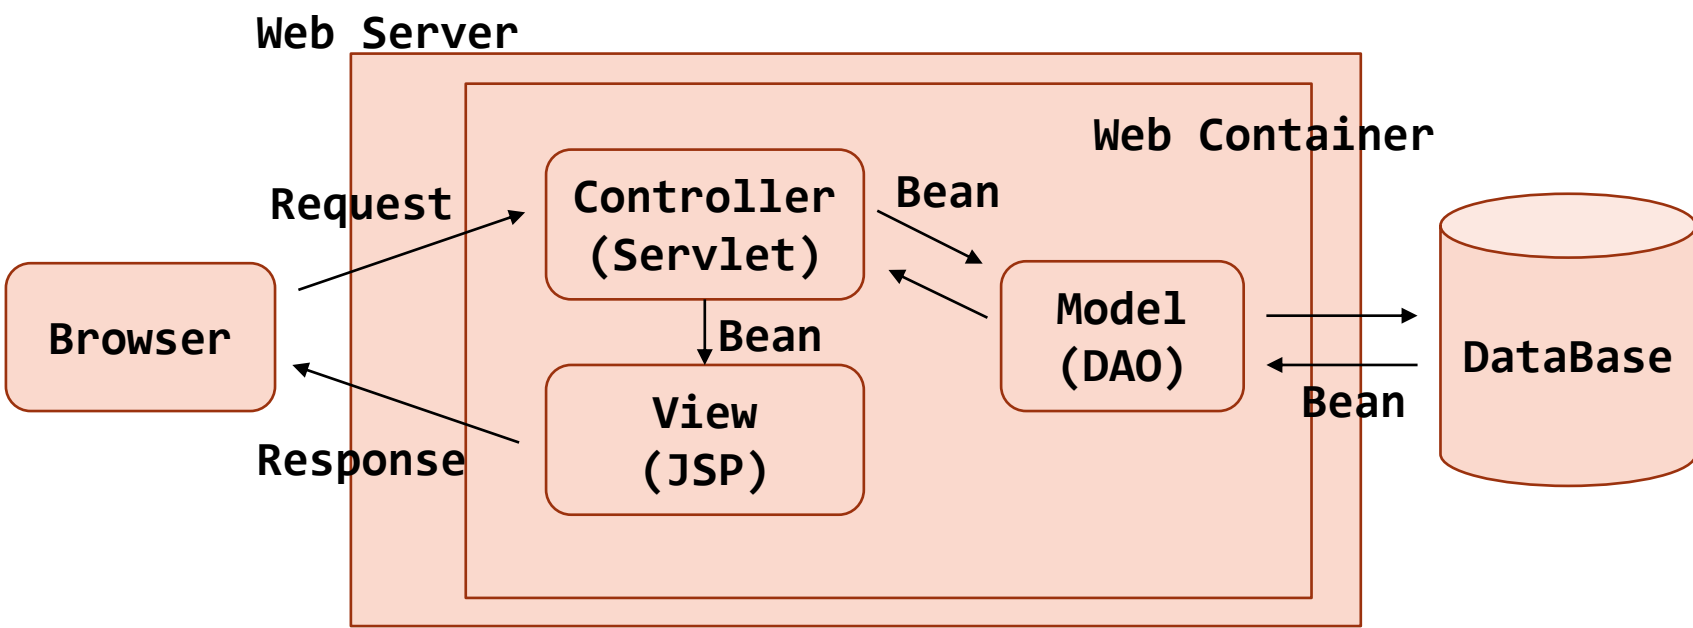 Web Server
Web Container
Request
Controller
(Servlet)
Bean
Browser
Bean
Model
(DAO)
DataBase
Bean
View
(JSP)
Response